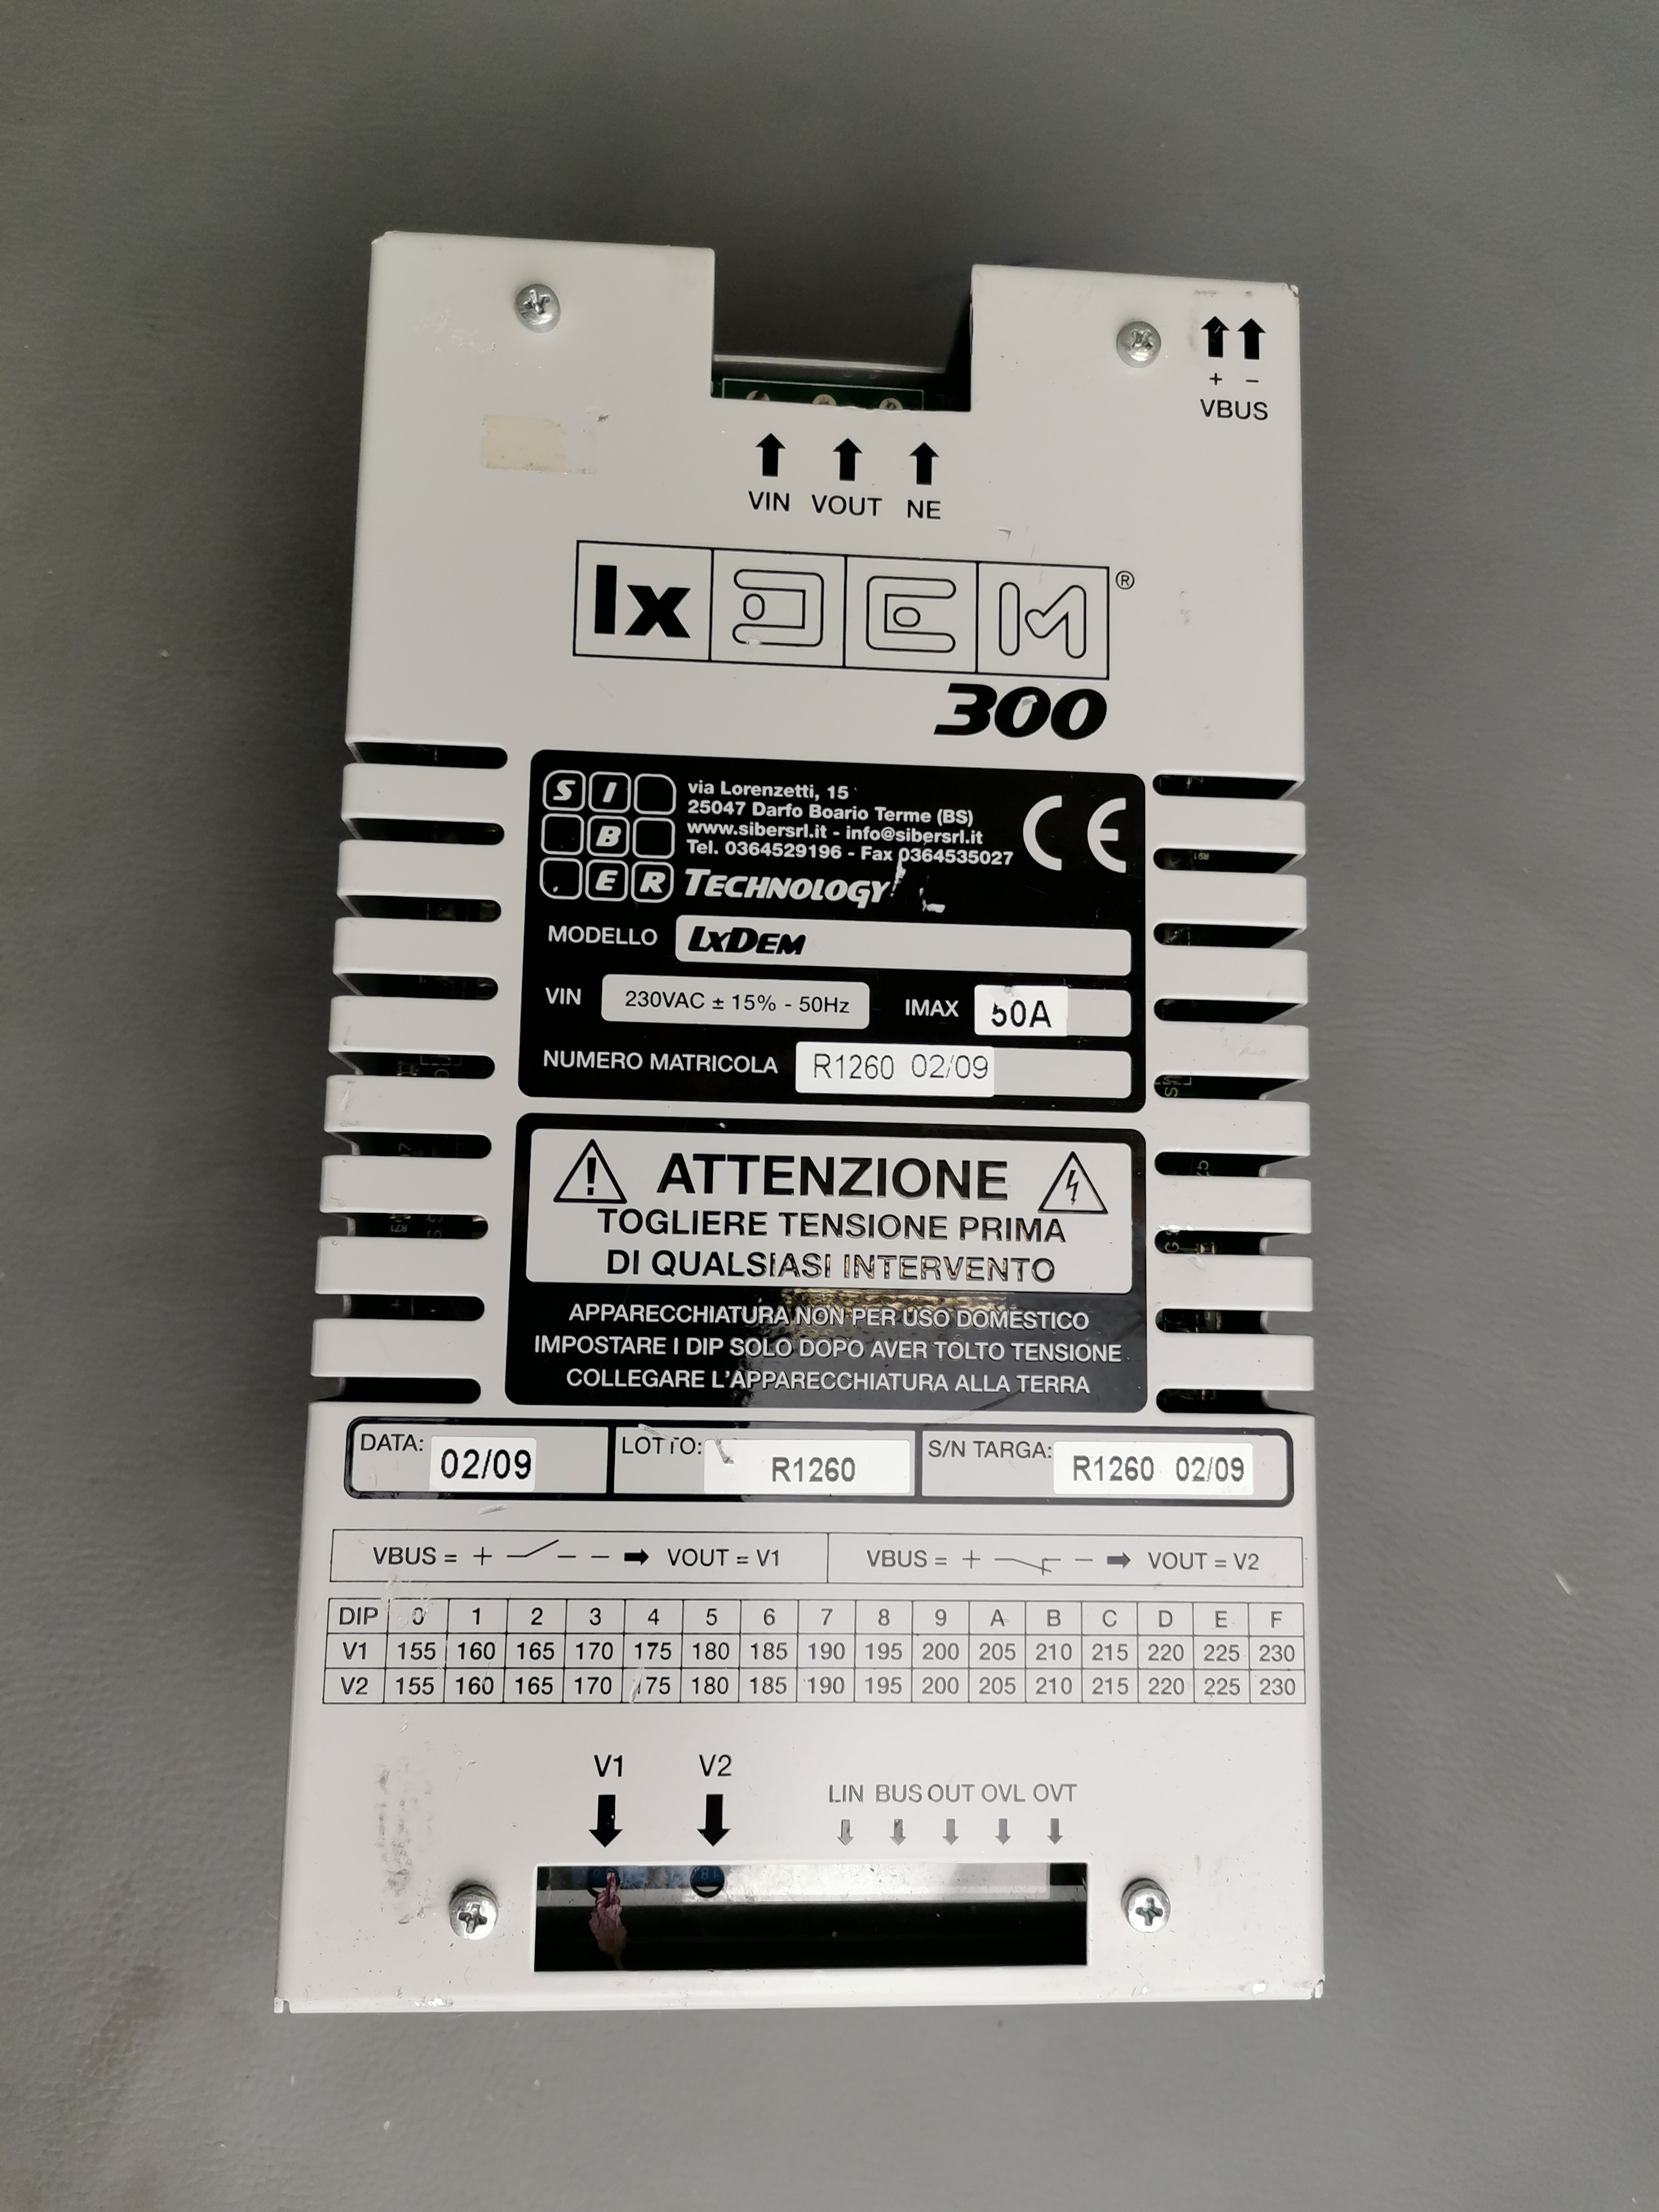 + −
VBUS
VIN VOUT NE
Ix DEM ®
300
SIBER
via Lorenzetti, 15
25047 Darfo Boario Terme (BS)
www.sibersrl.it - info@sibersrl.it
Tel. 0364529196 - Fax 0364535027
TECHNOLOGY
CE
MODELLO IXDEM
VIN 230VAC ± 15% - 50Hz IMAX 50A
NUMERO MATRICOLA R1260 02/09
ATTENZIONE
TOGLIERE TENSIONE PRIMA
DI QUALSIASI INTERVENTO
APPARECCHIATURA NON PER USO DOMESTICO
IMPOSTARE I DIP SOLO DOPO AVER TOLTO TENSIONE
COLLEGARE L'APPARECCHIATURA ALLA TERRA
DATA: 02/09 LOTTO: R1260 S/N TARGA: R1260 02/09
VBUS = + VOUT = V1 VBUS = + VOUT = V2
DIP 0 1 2 3 4 5 6 7 8 9 A B C D E F
V1 155 160 165 170 175 180 185 190 195 200 205 210 215 220 225 230
V2 155 160 165 170 175 180 185 190 195 200 205 210 215 220 225 230
V1 V2
LIN BUS OUT OVL OVT